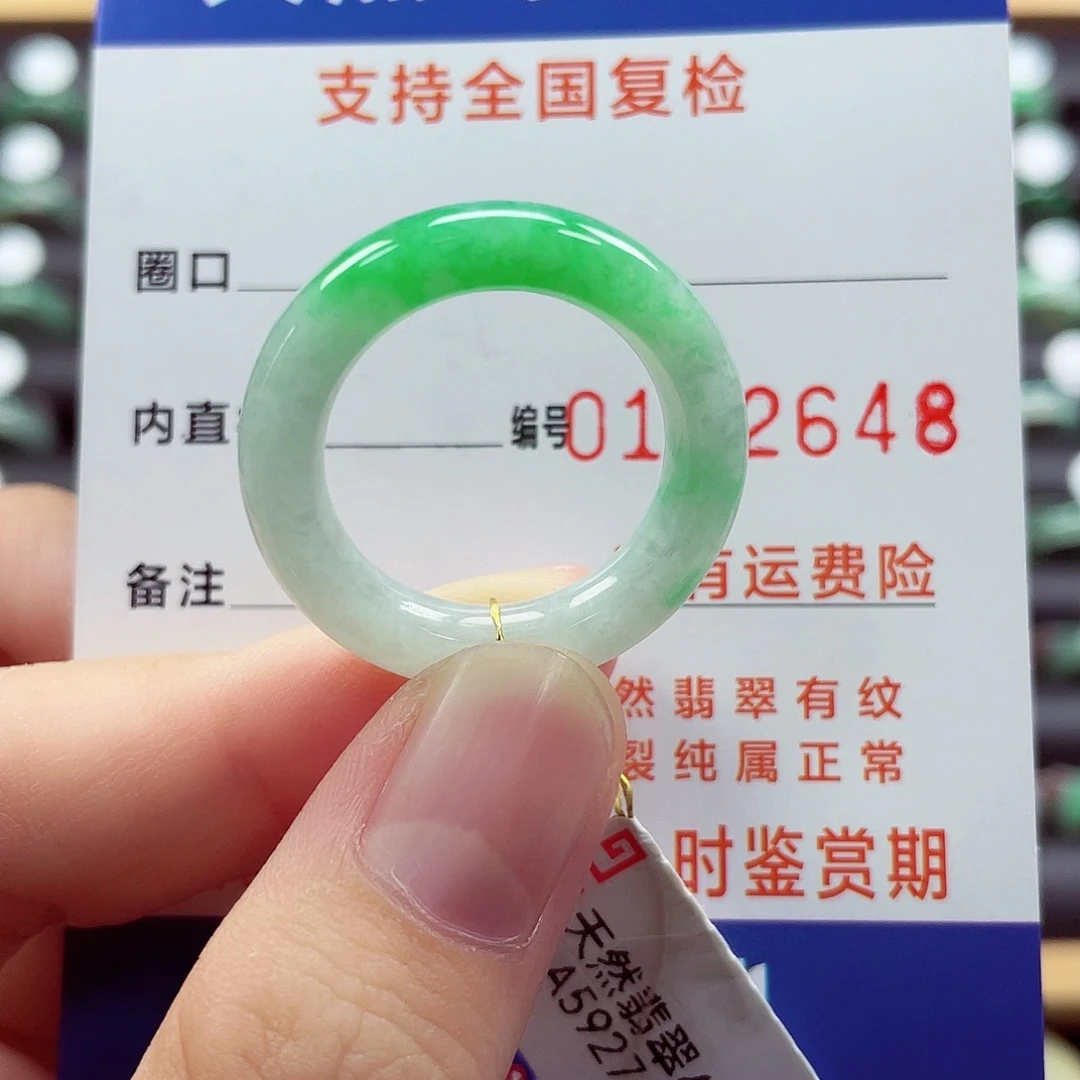 支持全国复检
圈口
内直
编号01 2648
备注
有运费险
然翡翠有纹
裂纯属正常
时鉴赏期
天然翡翠
A5927